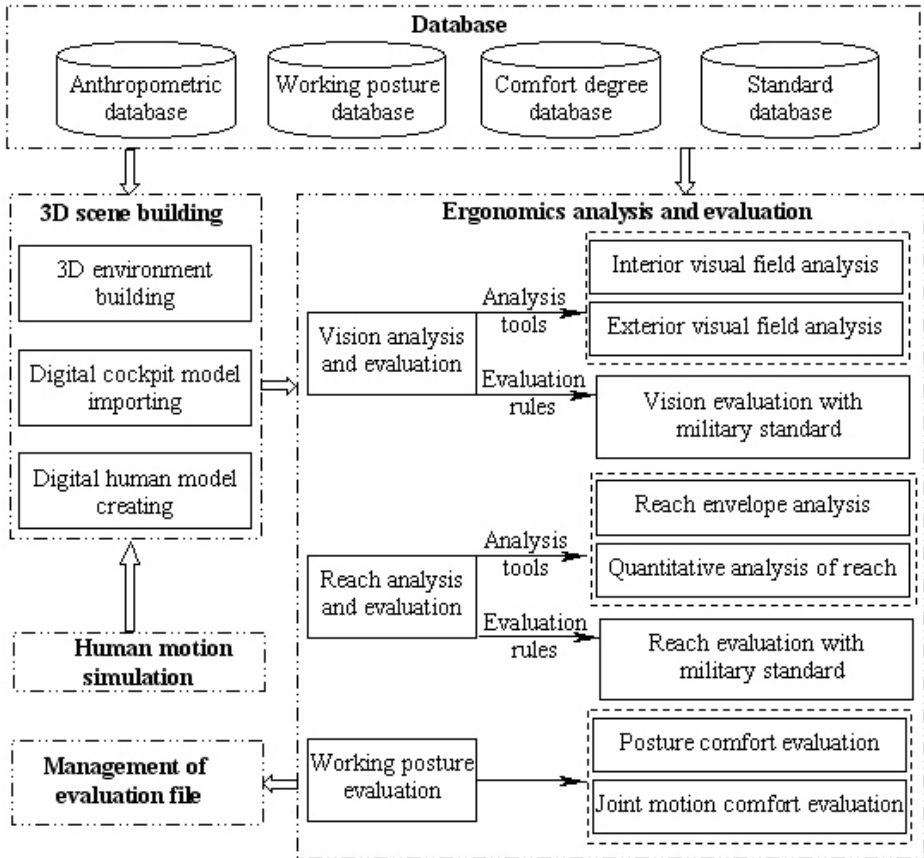 Database
Anthropometric
database
Working posture
database
Comfort degree
database
Standard
database
3D scene building
3D environment
building
Digital cockpit model
importing
Digital human model
creating
Human motion
simulation
Management of
evaluation file
Ergonomics analysis and evaluation
Vision analysis
and evaluation
Analysis
tools
Interior visual field analysis
Exterior visual field analysis
Evaluation
rules
Vision evaluation with
military standard
Reach analysis
and evaluation
Analysis
tools
Reach envelope analysis
Quantitative analysis of reach
Evaluation
rules
Reach evaluation with
military standard
Working posture
evaluation
Posture comfort evaluation
Joint motion comfort evaluation